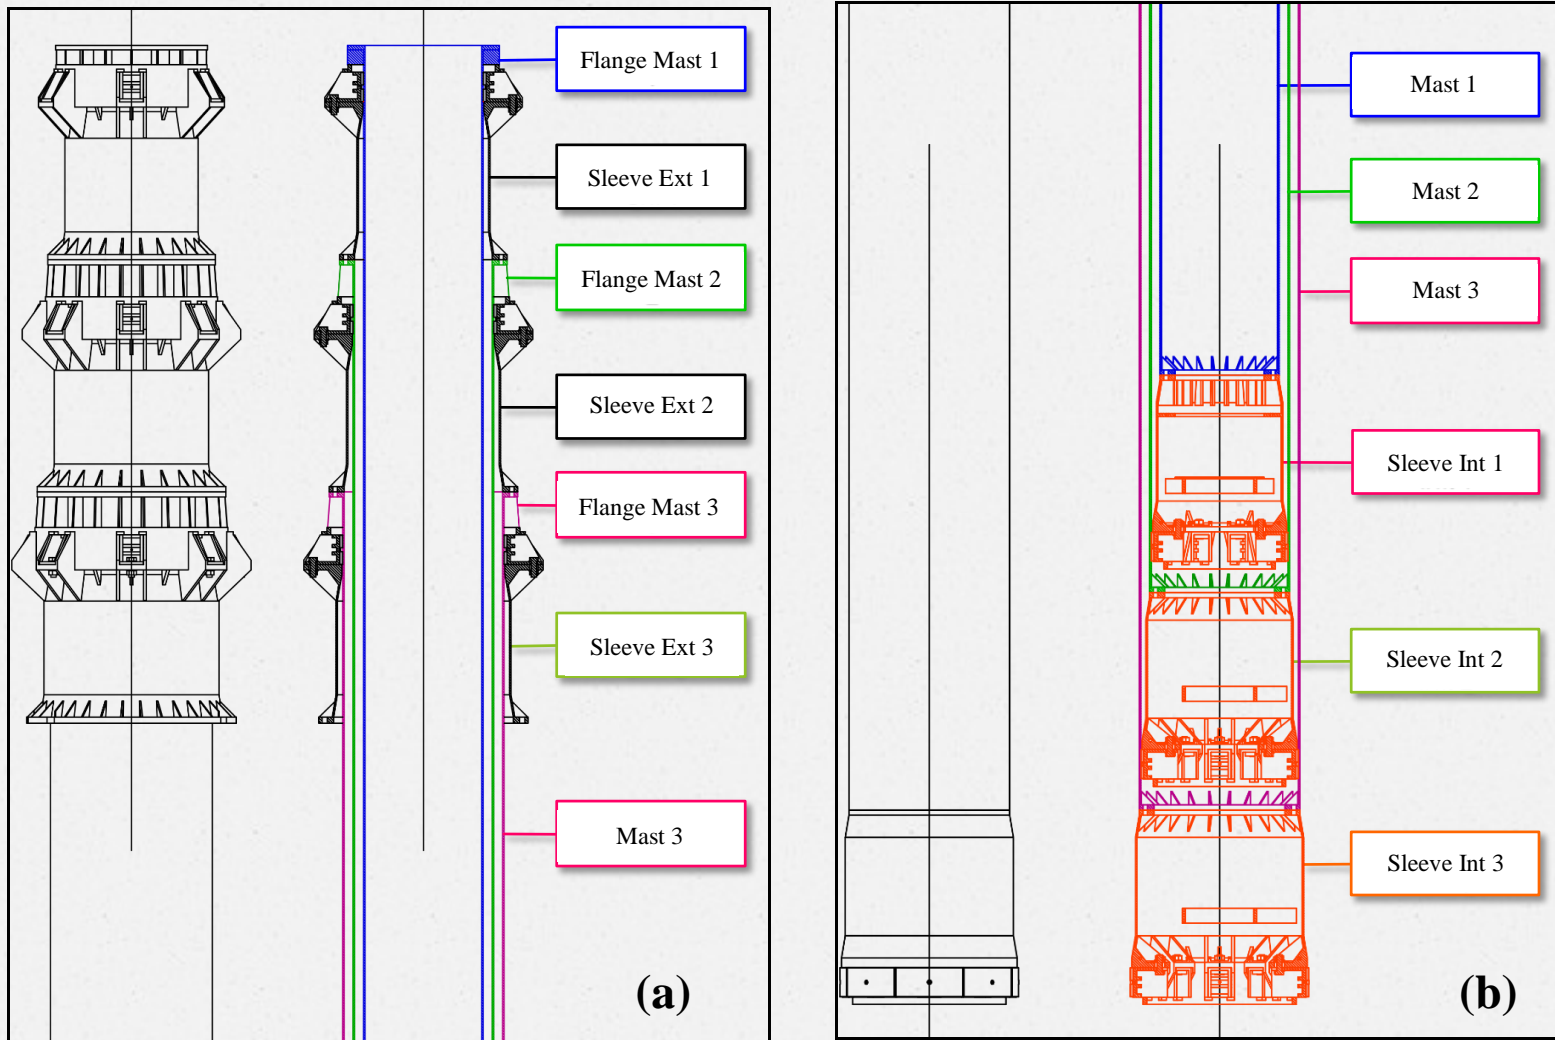 Flange Mast 1
Sleeve Ext 1
Flange Mast 2
Sleeve Ext 2
Flange Mast 3
Sleeve Ext 3
Mast 3
(a)
Mast 1
Mast 2
Mast 3
Sleeve Int 1
Sleeve Int 2
Sleeve Int 3
(b)